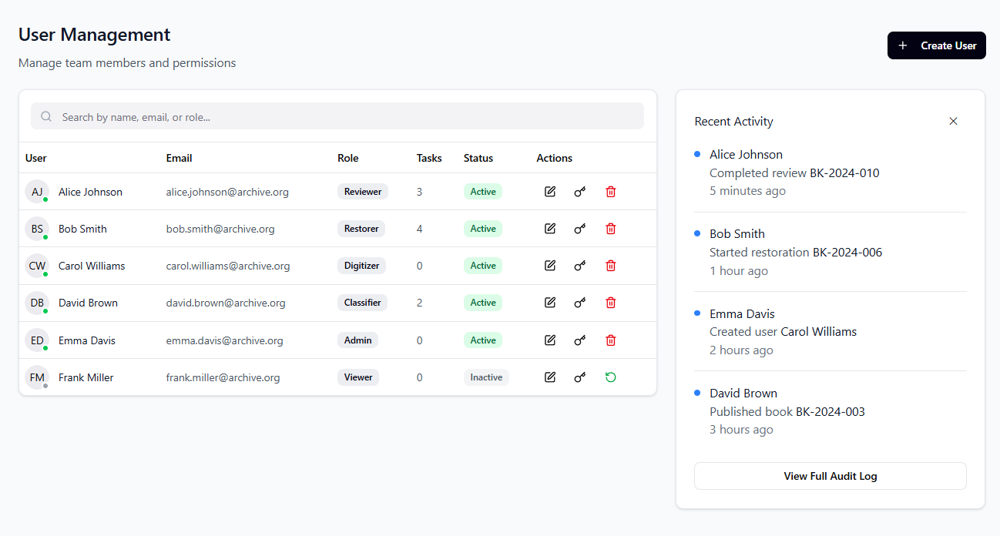 User Management
Manage team members and permissions
Create User
Search by name, email, or role...
User Email Role Tasks Status Actions
AJ Alice Johnson alice.johnson@archive.org Reviewer 3 Active
BS Bob Smith bob.smith@archive.org Restorer 4 Active
CW Carol Williams carol.williams@archive.org Digitizer 0 Active
DB David Brown david.brown@archive.org Classifier 2 Active
ED Emma Davis emma.davis@archive.org Admin 0 Active
FM Frank Miller frank.miller@archive.org Viewer 0 Inactive
Recent Activity
Alice Johnson
Completed review BK-2024-010
5 minutes ago
Bob Smith
Started restoration BK-2024-006
1 hour ago
Emma Davis
Created user Carol Williams
2 hours ago
David Brown
Published book BK-2024-003
3 hours ago
View Full Audit Log